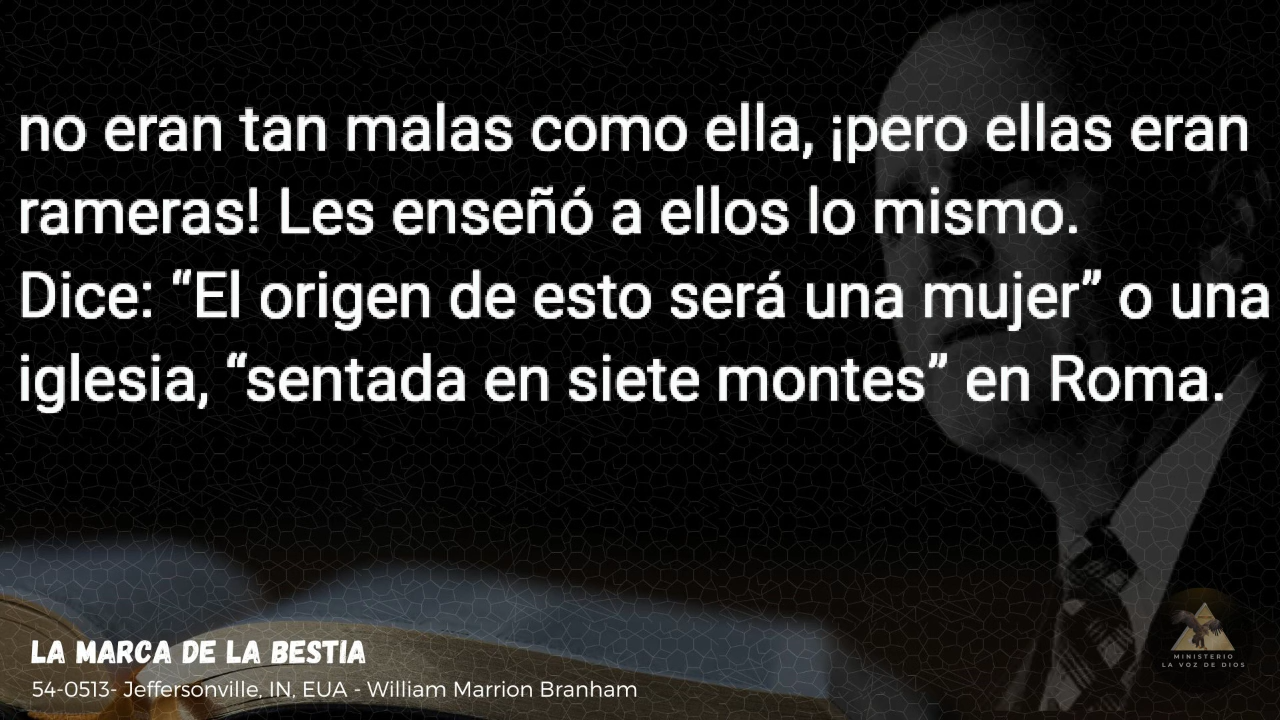 no eran tan malas como ella, ¡pero ellas eran
rameras! Les enseñó a ellos lo mismo.
Dice: “El origen de esto será una mujer” o una
iglesia, “sentada en siete montes” en Roma.
LA MARCA DE LA BESTIA
54-0513- Jeffersonville, IN, EUA - William Marrion Branham
MINISTERIO
LA VOZ DE DIOS